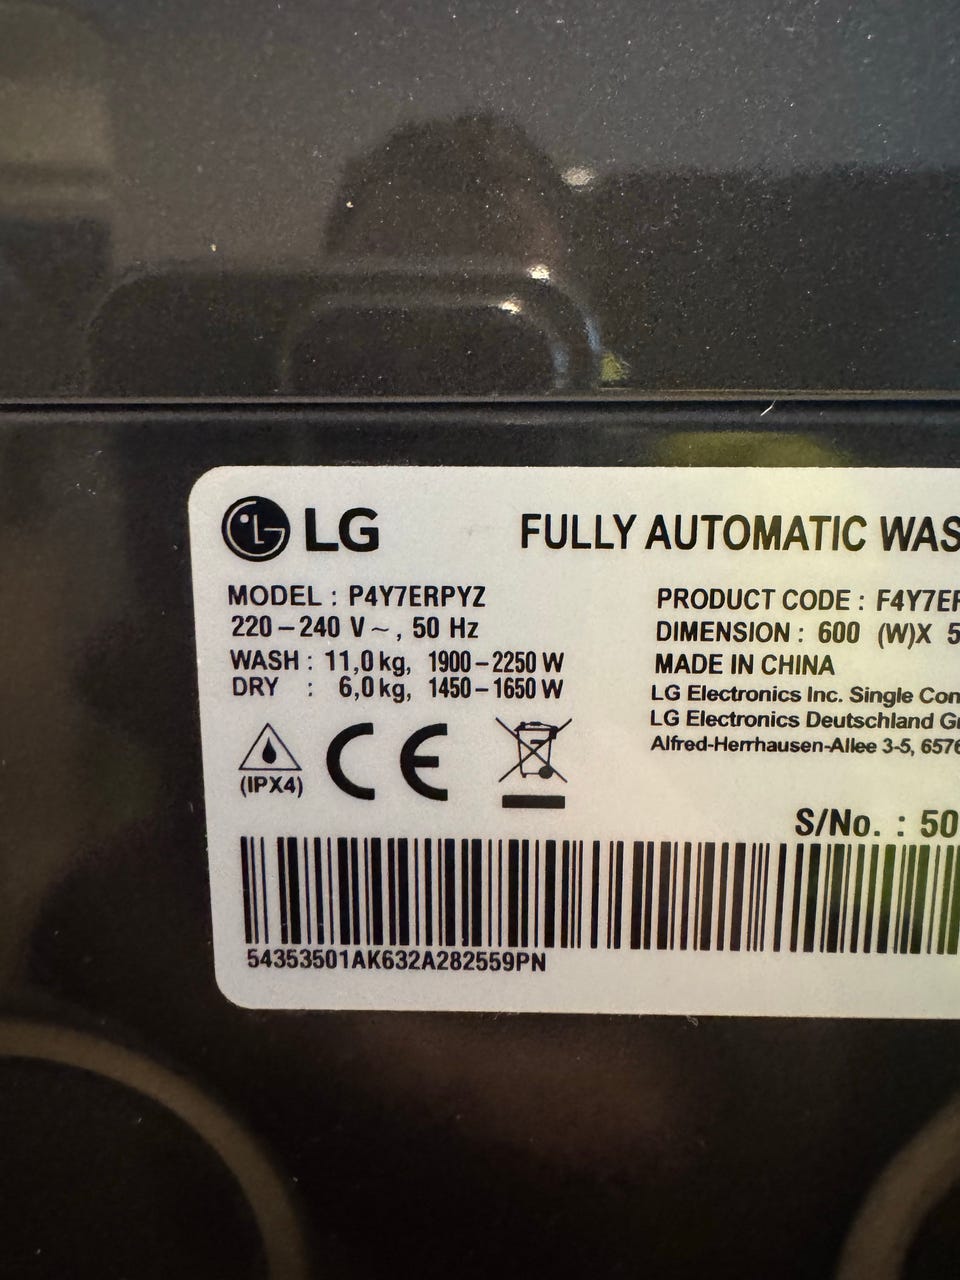 LG
FULLY AUTOMATIC WAS
MODEL : P4Y7ERPYZ
220-240 V~, 50 Hz
WASH : 11,0 kg, 1900-2250 W
DRY : 6,0 kg, 1450-1650 W
(IPX4)
CE
PRODUCT CODE : F4Y7ER
DIMENSION : 600 (W)X 5
MADE IN CHINA
LG Electronics Inc. Single Con
LG Electronics Deutschland G
Alfred-Herrhausen-Allee 3-5, 6576
S/No. : 50
54353501AK632A282559PN